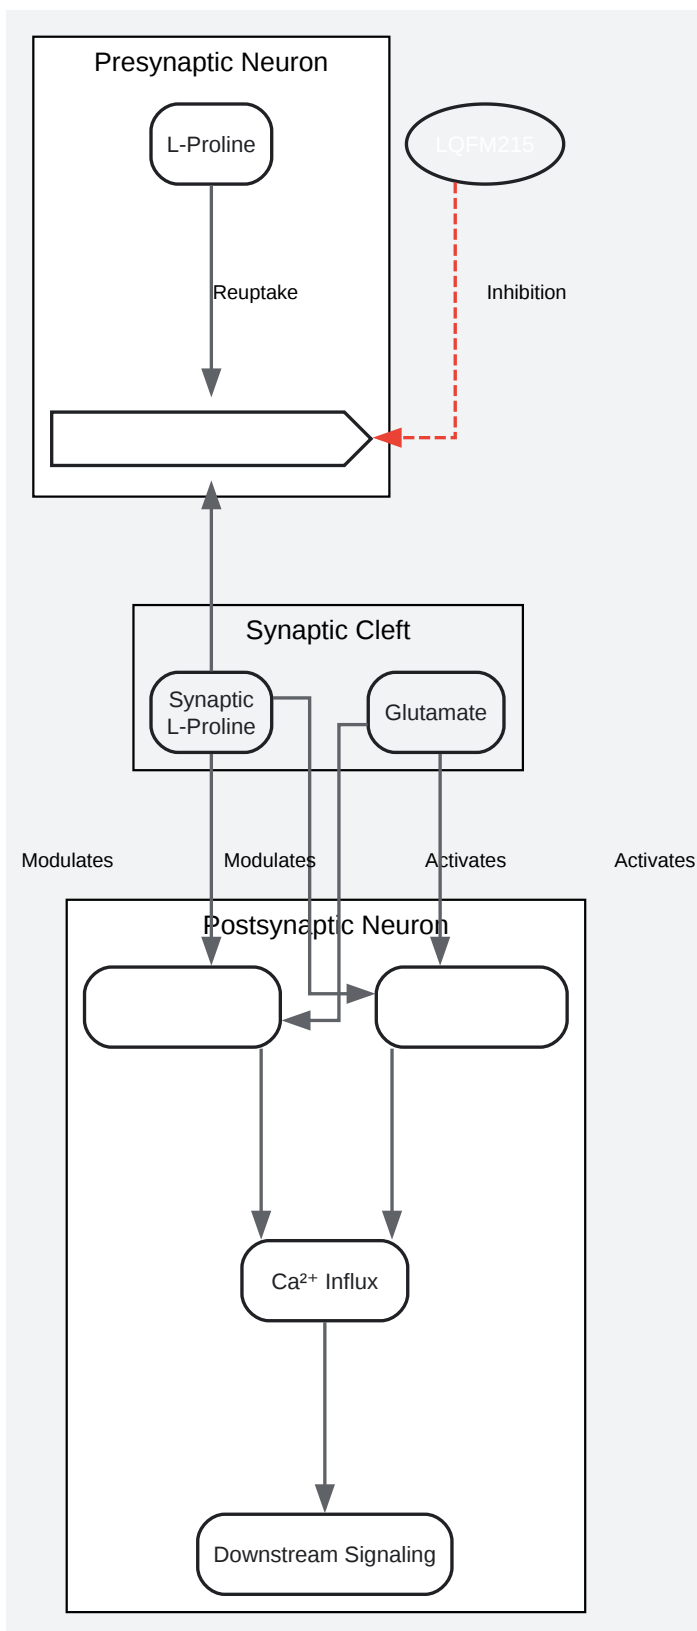 Presynaptic Neuron
L-Proline
LQFM215
Reuptake
Inhibition
Synaptic Cleft
Synaptic
L-Proline
Glutamate
Modulates
Modulates
Activates
Activates
Postsynaptic Neuron
Ca²⁺ Influx
Downstream Signaling